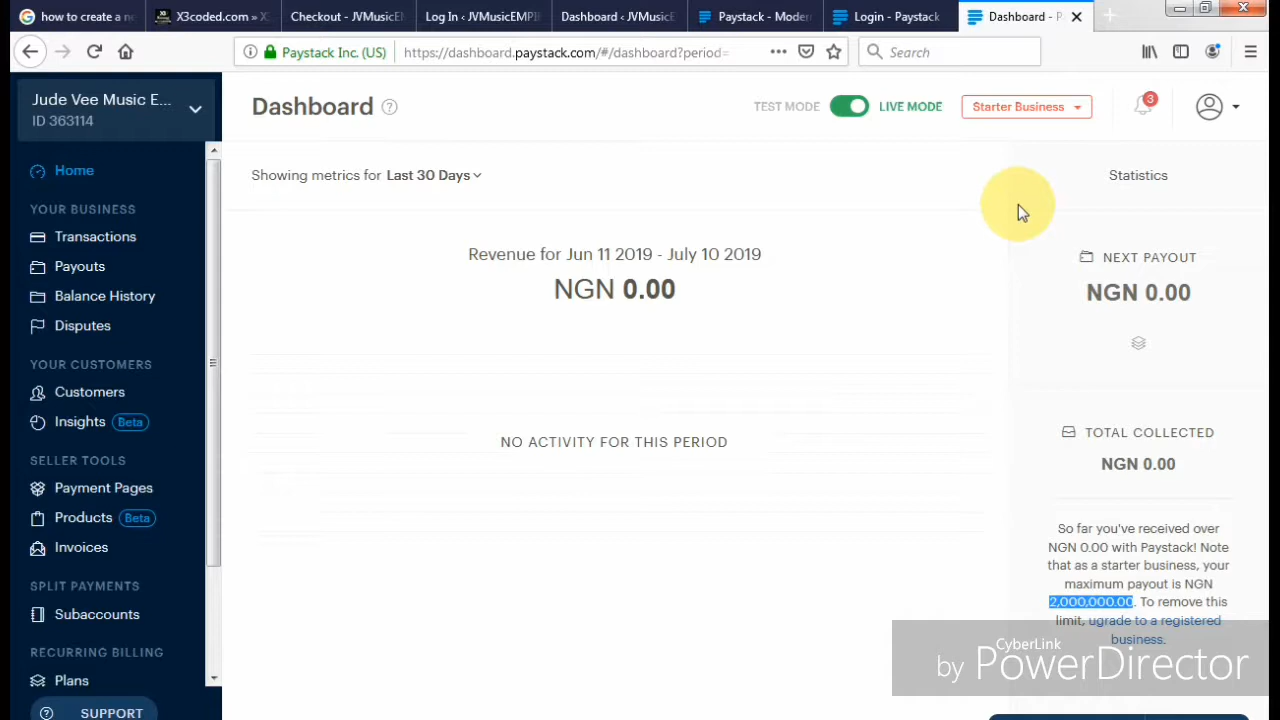 how to create a ne
X3coded.com » X3
Checkout - JVMusicEM
Log In ‹ JVMusicEMPI
Dashboard ‹ JVMusicE
Paystack - Modern
Login - Paystack
Dashboard - P
Paystack Inc. (US)
https://dashboard.paystack.com/#/dashboard?period=
Search
Jude Vee Music E...
ID 363114
Dashboard
TEST MODE
LIVE MODE
Starter Business
3
Home
YOUR BUSINESS
Transactions
Payouts
Balance History
Disputes
YOUR CUSTOMERS
Customers
Insights Beta
SELLER TOOLS
Payment Pages
Products Beta
Invoices
SPLIT PAYMENTS
Subaccounts
RECURRING BILLING
Plans
SUPPORT
Showing metrics for Last 30 Days
Revenue for Jun 11 2019 - July 10 2019
NGN 0.00
NO ACTIVITY FOR THIS PERIOD
Statistics
NEXT PAYOUT
NGN 0.00
TOTAL COLLECTED
NGN 0.00
So far you've received over
NGN 0.00 with Paystack! Note
that as a starter business, your
maximum payout is NGN
2,000,000.00. To remove this
limit, ugrade to a registered
business.
CyberLink
by PowerDirector